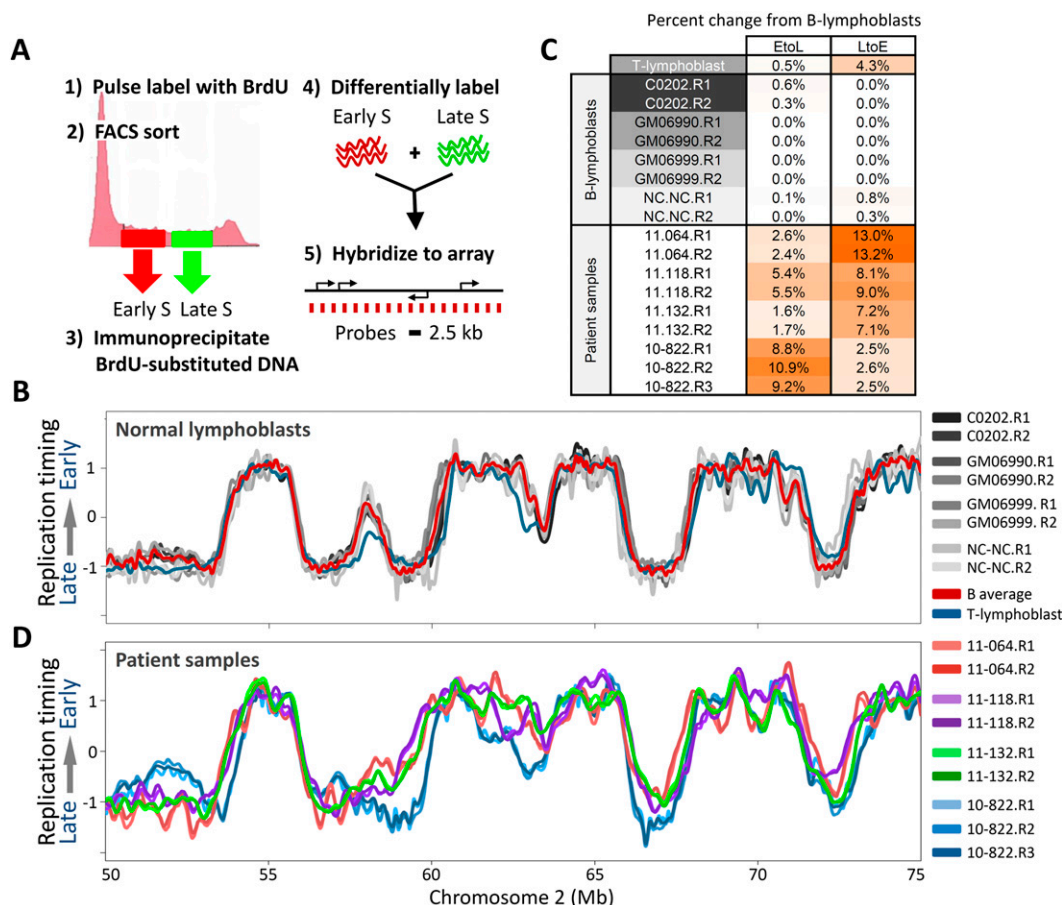 A
1) Pulse label with BrdU
2) FACS sort
Early S Late S
3) Immunoprecipitate
BrdU-substituted DNA
4) Differentially label
Early S Late S
+
5) Hybridize to array
Probes 2.5 kb
C
Percent change from B-lymphoblasts
EtoL LtoE
T-lymphoblast 0.5% 4.3%
B-lymphoblasts
C0202.R1 0.6% 0.0%
C0202.R2 0.3% 0.0%
GM06990.R1 0.0% 0.0%
GM06990.R2 0.0% 0.0%
GM06999.R1 0.0% 0.0%
GM06999.R2 0.0% 0.0%
NC.NC.R1 0.1% 0.8%
NC.NC.R2 0.0% 0.3%
Patient samples
11.064.R1 2.6% 13.0%
11.064.R2 2.4% 13.2%
11.118.R1 5.4% 8.1%
11.118.R2 5.5% 9.0%
11.132.R1 1.6% 7.2%
11.132.R2 1.7% 7.1%
10-822.R1 8.8% 2.5%
10-822.R2 10.9% 2.6%
10-822.R3 9.2% 2.5%
B
Normal lymphoblasts
Replication timing
Late Early
1
0
-1
C0202.R1
C0202.R2
GM06990.R1
GM06990.R2
GM06999. R1
GM06999. R2
NC-NC.R1
NC-NC.R2
B average
T-lymphoblast
D
Patient samples
Replication timing
Late Early
1
0
-1
11-064.R1
11-064.R2
11-118.R1
11-118.R2
11-132.R1
11-132.R2
10-822.R1
10-822.R2
10-822.R3
50 55 60 65 70 75
Chromosome 2 (Mb)